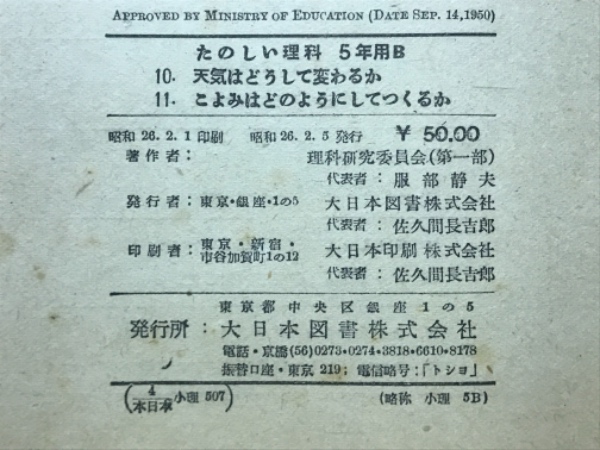 APPROVED BY MINISTRY OF EDUCATION (DATE SEP. 14,1950)
たのしい理科 5年用B
10. 天気はどうして変わるか
11. こよみはどのようにしてつくるか
昭和 26. 2. 1 印刷 昭和 26. 2. 5 発行 ¥ 50.00
著作者： 理科研究委員会(第一部)
代表者： 服部静夫
発行者： 東京・銀座・1の5 大日本図書株式会社
代表者： 佐久間長吉郎
印刷者： 東京・新宿・市谷加賀町1の12 大日本印刷株式会社
代表者： 佐久間長吉郎
東京都中央区銀座1の5
発行所：大日本図書株式会社
電話・京橋(56)0273・0274・3818・6610・8178
振替口座・東京 219; 電信略号：「トシヨ」
(4/本日本 小理 507) (略称 小理 5B)